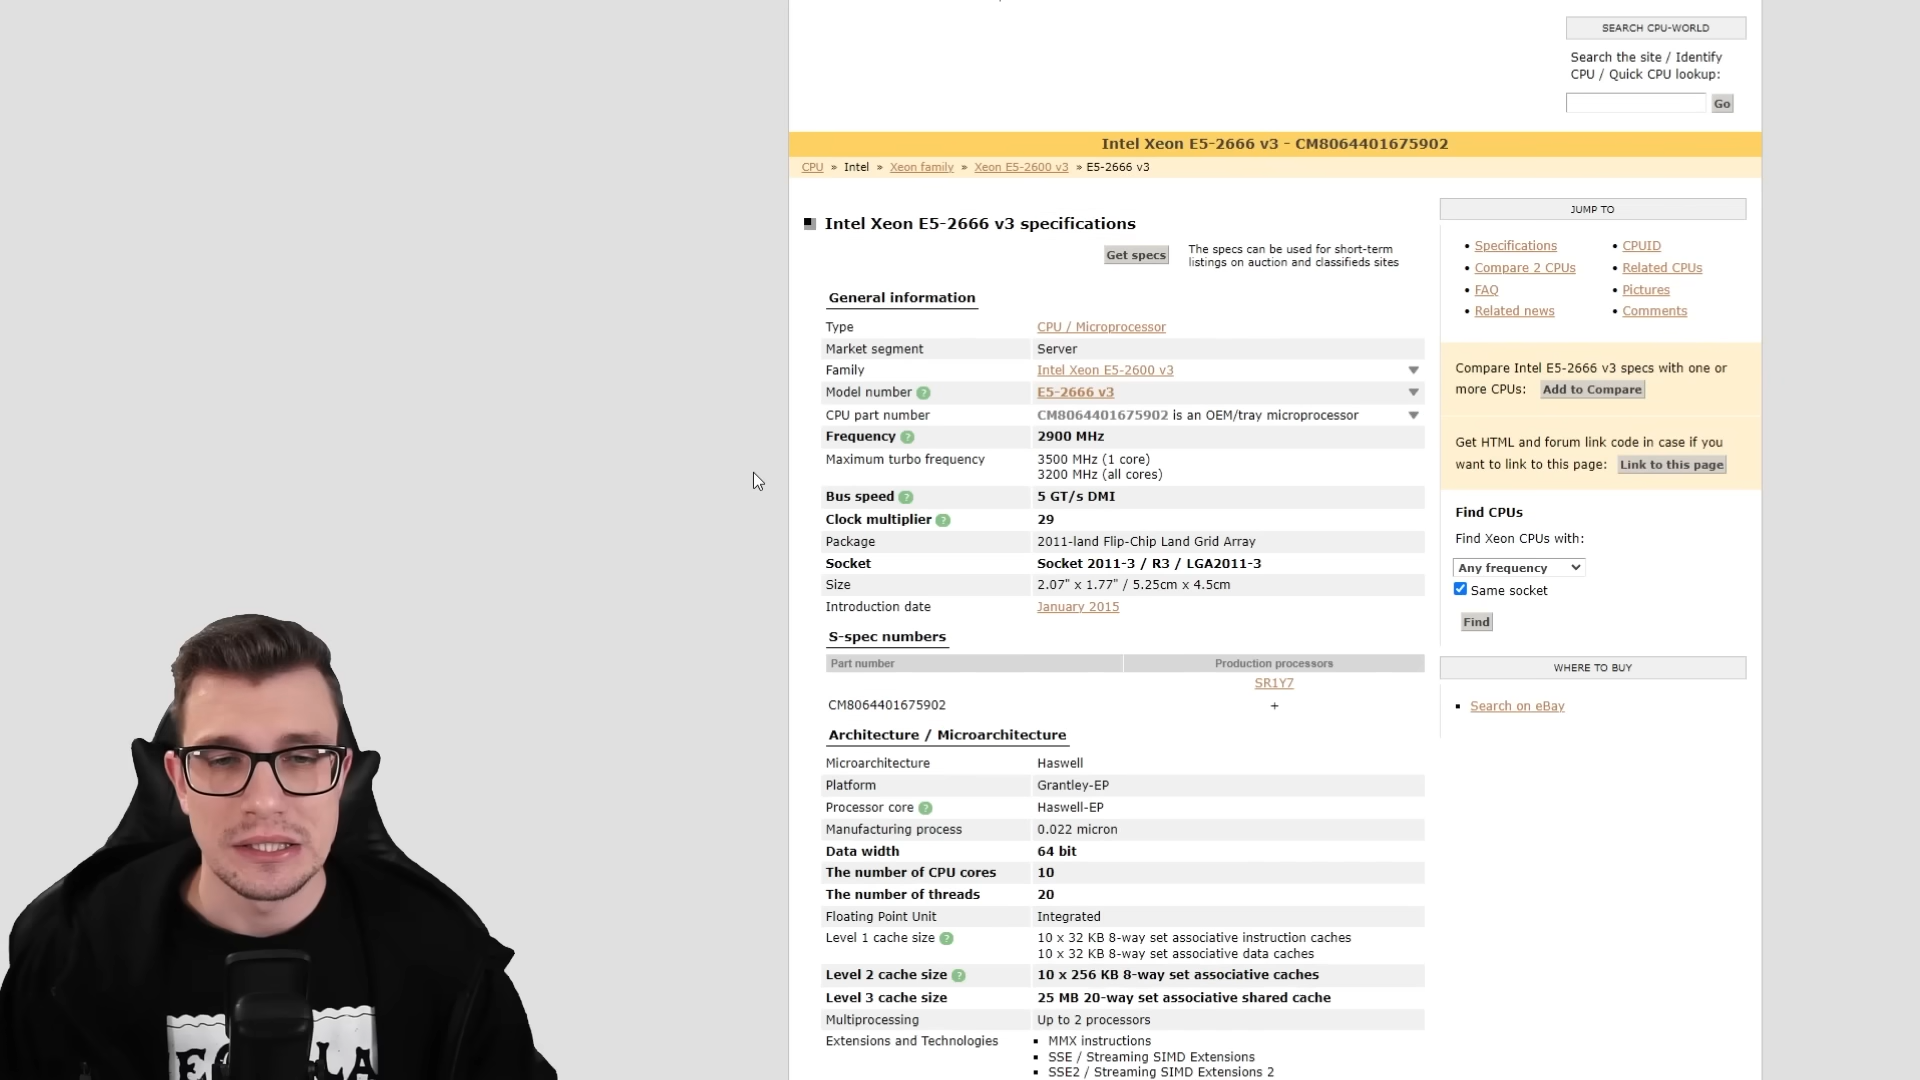 SEARCH CPU-WORLD
Search the site / Identify
CPU / Quick CPU lookup:
Go
Intel Xeon E5-2666 v3 - CM8064401675902
CPU » Intel » Xeon family » Xeon E5-2600 v3 » E5-2666 v3
Intel Xeon E5-2666 v3 specifications
Get specs
The specs can be used for short-term
listings on auction and classifieds sites
General information
Type CPU / Microprocessor
Market segment Server
Family Intel Xeon E5-2600 v3
Model number ? E5-2666 v3
CPU part number CM8064401675902 is an OEM/tray microprocessor
Frequency ? 2900 MHz
Maximum turbo frequency 3500 MHz (1 core)
3200 MHz (all cores)
Bus speed ? 5 GT/s DMI
Clock multiplier ? 29
Package 2011-land Flip-Chip Land Grid Array
Socket Socket 2011-3 / R3 / LGA2011-3
Size 2.07" x 1.77" / 5.25cm x 4.5cm
Introduction date January 2015
S-spec numbers
Part number Production processors
SR1Y7
CM8064401675902 +
Architecture / Microarchitecture
Microarchitecture Haswell
Platform Grantley-EP
Processor core ? Haswell-EP
Manufacturing process 0.022 micron
Data width 64 bit
The number of CPU cores 10
The number of threads 20
Floating Point Unit Integrated
Level 1 cache size ? 10 x 32 KB 8-way set associative instruction caches
10 x 32 KB 8-way set associative data caches
Level 2 cache size ? 10 x 256 KB 8-way set associative caches
Level 3 cache size 25 MB 20-way set associative shared cache
Multiprocessing Up to 2 processors
Extensions and Technologies • MMX instructions
• SSE / Streaming SIMD Extensions
• SSE2 / Streaming SIMD Extensions 2
JUMP TO
• Specifications • CPUID
• Compare 2 CPUs • Related CPUs
• FAQ • Pictures
• Related news • Comments
Compare Intel E5-2666 v3 specs with one or
more CPUs: Add to Compare
Get HTML and forum link code in case if you
want to link to this page: Link to this page
Find CPUs
Find Xeon CPUs with:
Any frequency
Same socket
Find
WHERE TO BUY
Search on eBay